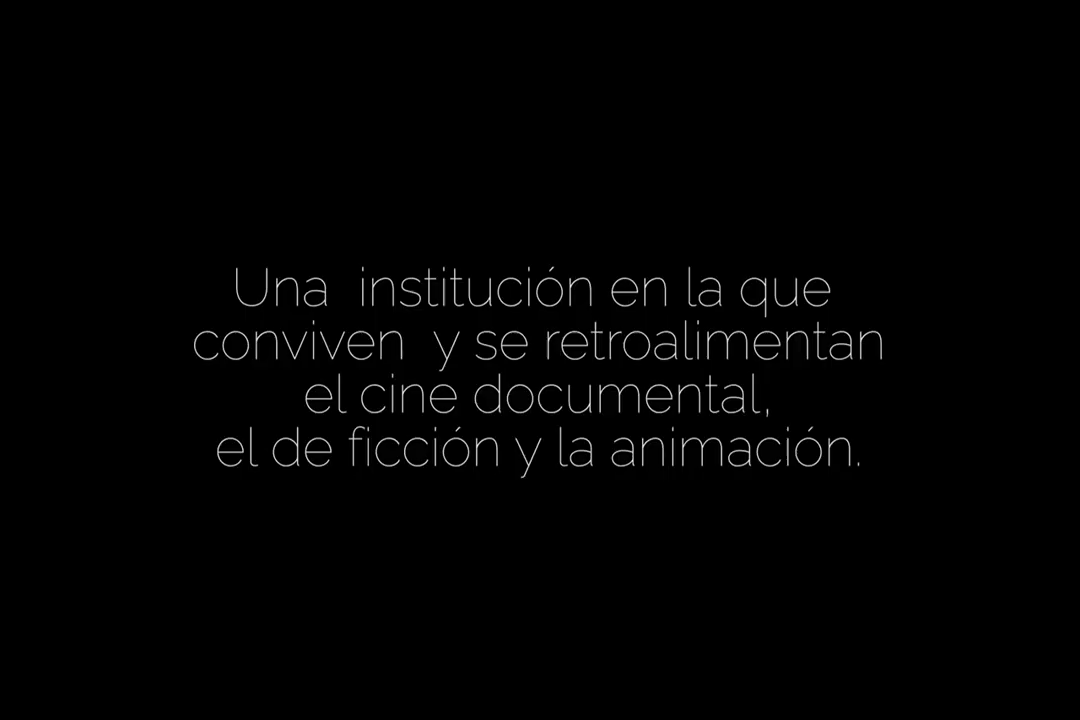 Una  institución en la que
conviven  y se retroalimentan
el cine documental,
el de ficción y la animación.